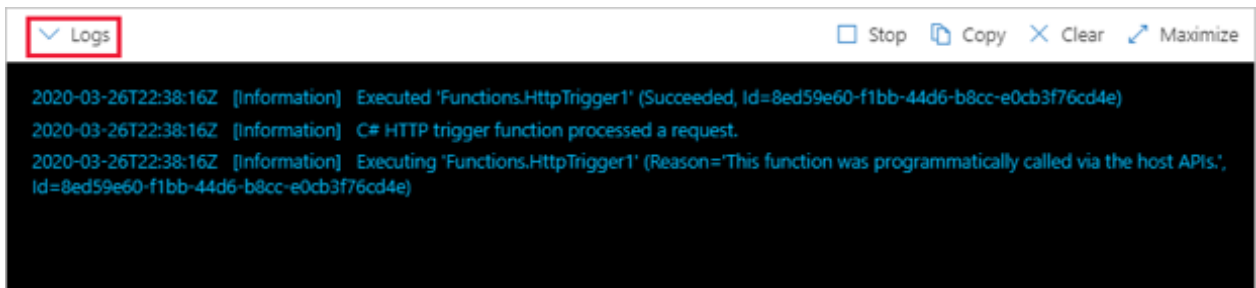 Logs Stop Copy Clear Maximize
2020-03-26T22:38:16Z [Information] Executed 'Functions.HttpTrigger1' (Succeeded, Id=8ed59e60-f1bb-44d6-b8cc-e0cb3f76cd4e)
2020-03-26T22:38:16Z [Information] C# HTTP trigger function processed a request.
2020-03-26T22:38:16Z [Information] Executing 'Functions.HttpTrigger1' (Reason='This function was programmatically called via the host APIs.',
Id=8ed59e60-f1bb-44d6-b8cc-e0cb3f76cd4e)